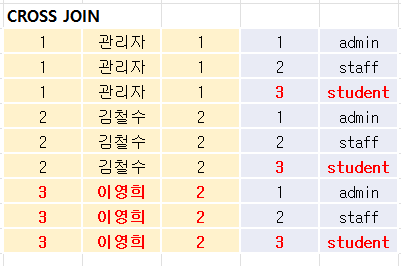 CROSS JOIN
1 관리자 1 1 admin
1 관리자 1 2 staff
1 관리자 1 3 student
2 김철수 2 1 admin
2 김철수 2 2 staff
2 김철수 2 3 student
3 이영희 2 1 admin
3 이영희 2 2 staff
3 이영희 2 3 student